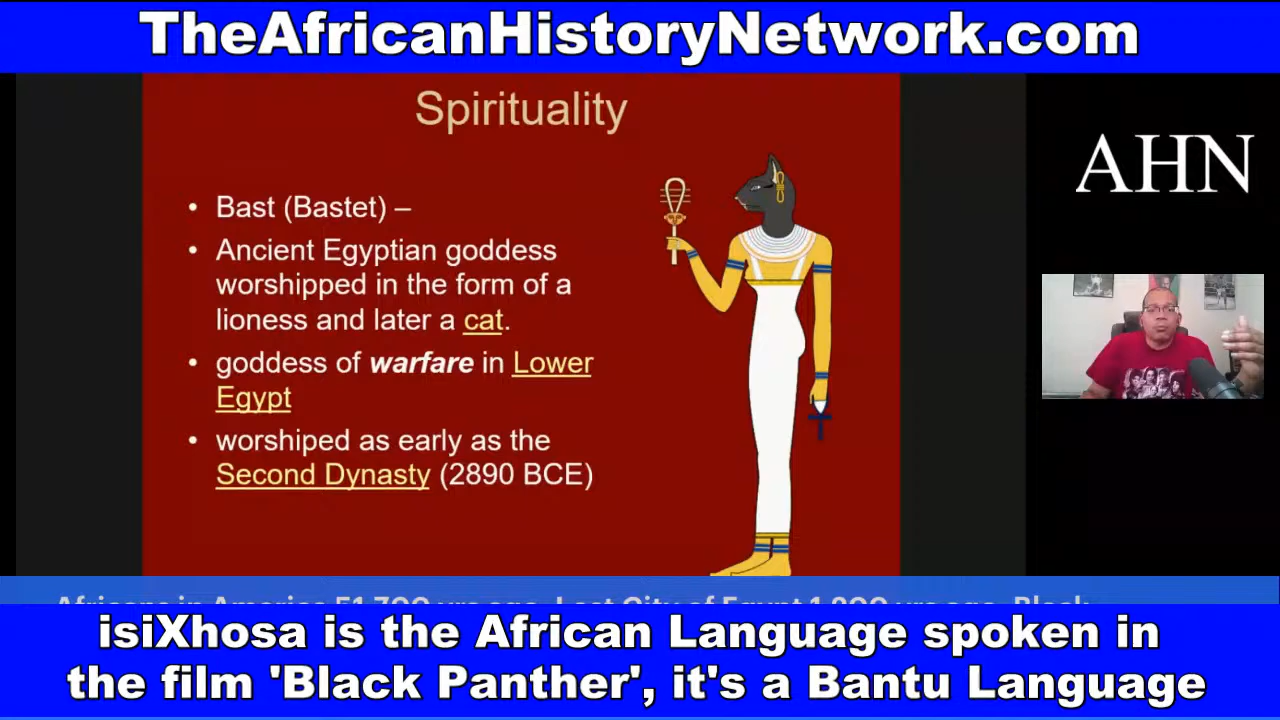 TheAfricanHistoryNetwork.com
Spirituality
AHN
• Bast (Bastet) –
• Ancient Egyptian goddess
worshipped in the form of a
lioness and later a cat.
• goddess of warfare in Lower
Egypt
• worshiped as early as the
Second Dynasty (2890 BCE)
isiXhosa is the African Language spoken in
the film 'Black Panther', it's a Bantu Language